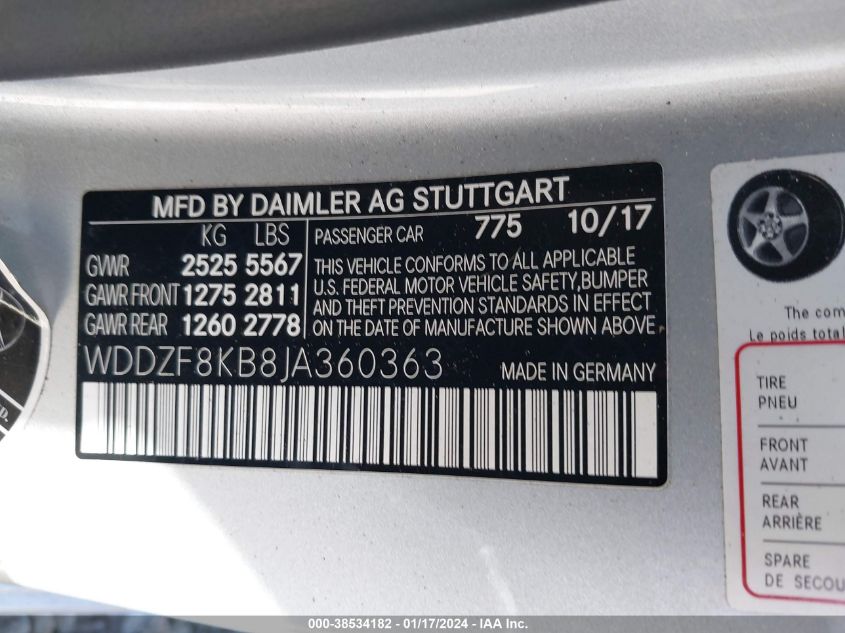 MFD BY DAIMLER AG STUTTGART
KG LBS
GVWR 2525 5567
GAWR FRONT 1275 2811
GAWR REAR 1260 2778
PASSENGER CAR 775 10/17
THIS VEHICLE CONFORMS TO ALL APPLICABLE
U.S. FEDERAL MOTOR VEHICLE SAFETY,BUMPER
AND THEFT PREVENTION STANDARDS IN EFFECT
ON THE DATE OF MANUFACTURE SHOWN ABOVE.
WDDZF8KB8JA360363 MADE IN GERMANY
The com
Le poids total
TIRE
PNEU
FRONT
AVANT
REAR
ARRIÈRE
SPARE
DE SECOU
000-38534182 - 01/17/2024 - IAA Inc.